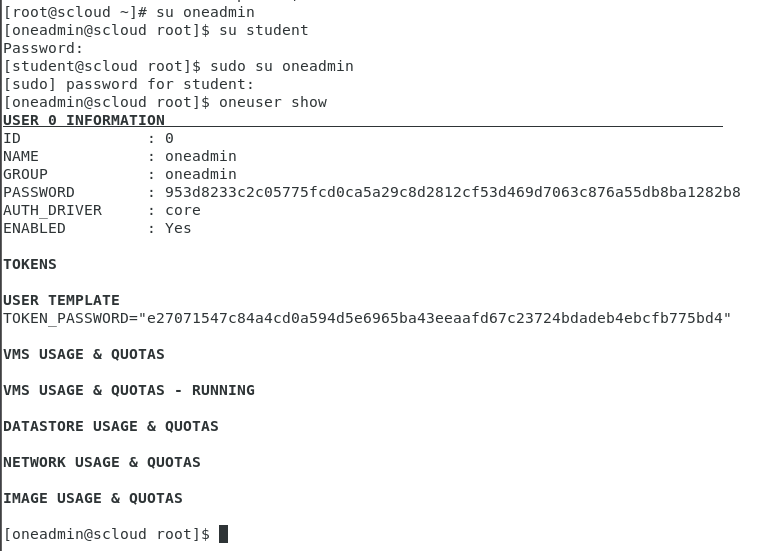 [root@scloud ~]# su oneadmin
[oneadmin@scloud root]$ su student
Password:
[student@scloud root]$ sudo su oneadmin
[sudo] password for student:
[oneadmin@scloud root]$ oneuser show
USER 0 INFORMATION
ID              : 0
NAME            : oneadmin
GROUP           : oneadmin
PASSWORD        : 953d8233c2c05775fcd0ca5a29c8d2812cf53d469d7063c876a55db8ba1282b8
AUTH_DRIVER     : core
ENABLED         : Yes

TOKENS

USER TEMPLATE
TOKEN_PASSWORD="e27071547c84a4cd0a594d5e6965ba43eeaafd67c23724bdadeb4ebcfb775bd4"

VMS USAGE & QUOTAS

VMS USAGE & QUOTAS - RUNNING

DATASTORE USAGE & QUOTAS

NETWORK USAGE & QUOTAS

IMAGE USAGE & QUOTAS

[oneadmin@scloud root]$